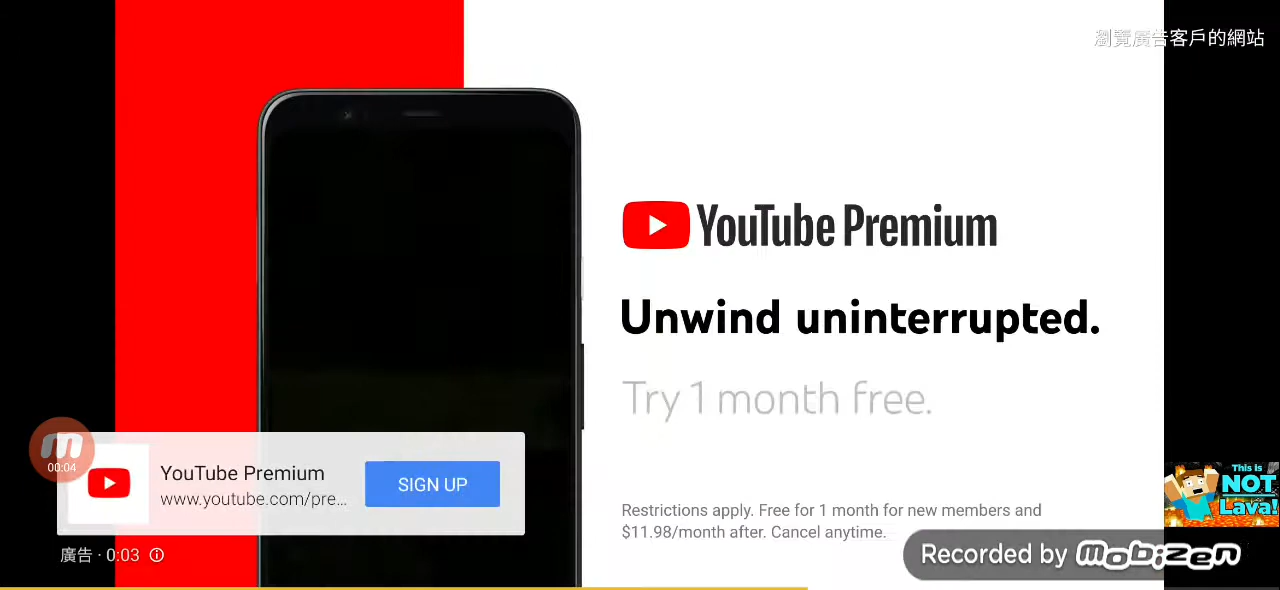 瀏覽廣告客戶的網站
YouTube Premium
Unwind uninterrupted.
Try 1 month free.
00:04
YouTube Premium
www.youtube.com/pre...
SIGN UP
Restrictions apply. Free for 1 month for new members and
$11.98/month after. Cancel anytime.
廣告 · 0:03
This is
NOT
Lava!
Recorded by mobizen